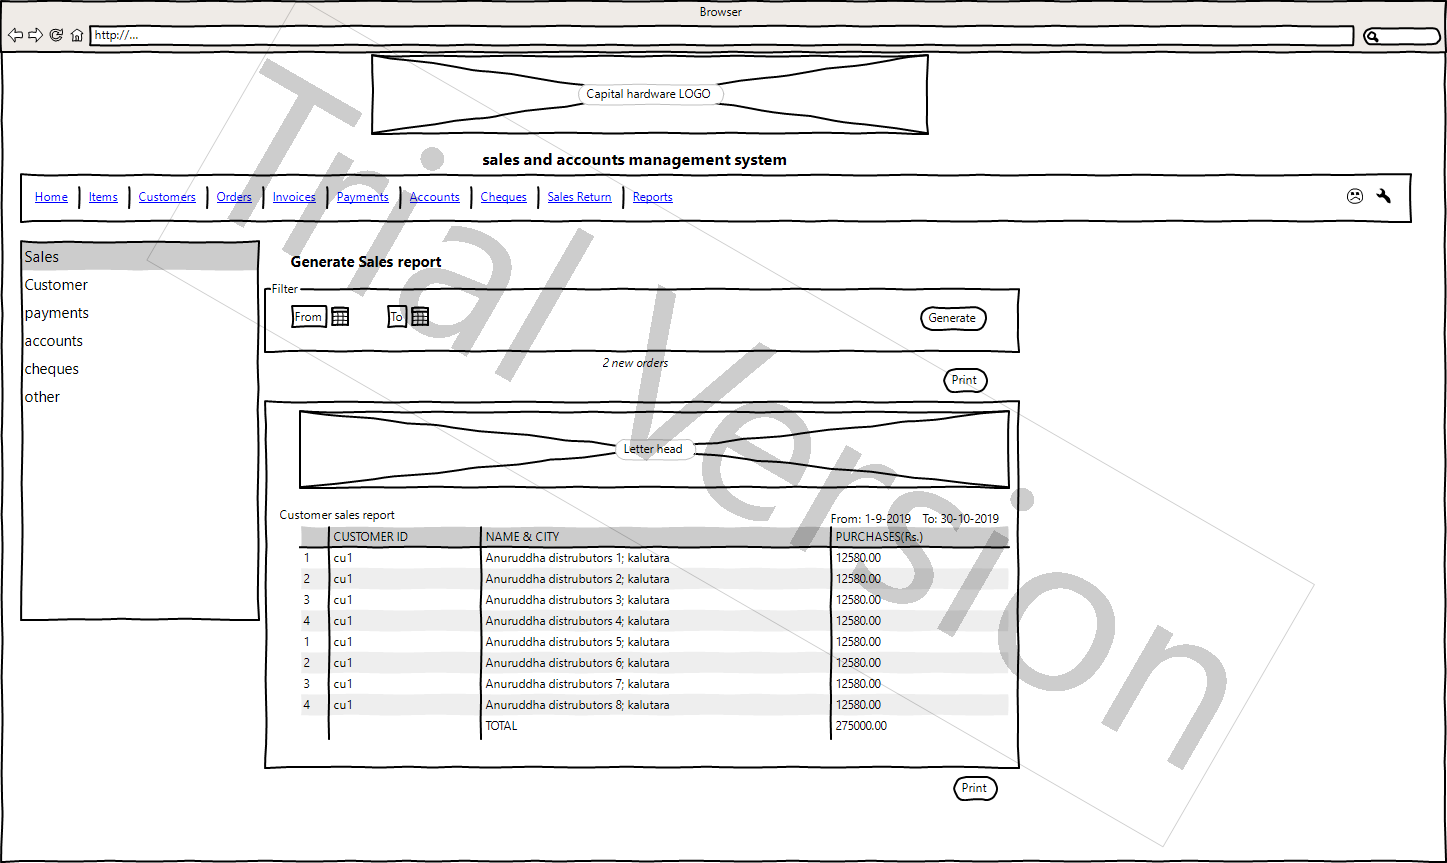 Browser
http://...
Capital hardware LOGO
sales and accounts management system
Home Items Customers Orders Invoices Payments Accounts Cheques Sales Return Reports
Sales
Customer
payments
accounts
cheques
other
Generate Sales report
Filter
From To Generate
2 new orders
Print
Letter head
Customer sales report From: 1-9-2019 To: 30-10-2019
CUSTOMER ID NAME & CITY PURCHASES(Rs.)
1 cu1 Anuruddha distrubutors 1; kalutara 12580.00
2 cu1 Anuruddha distrubutors 2; kalutara 12580.00
3 cu1 Anuruddha distrubutors 3; kalutara 12580.00
4 cu1 Anuruddha distrubutors 4; kalutara 12580.00
1 cu1 Anuruddha distrubutors 5; kalutara 12580.00
2 cu1 Anuruddha distrubutors 6; kalutara 12580.00
3 cu1 Anuruddha distrubutors 7; kalutara 12580.00
4 cu1 Anuruddha distrubutors 8; kalutara 12580.00
TOTAL 275000.00
Print
Trial Version